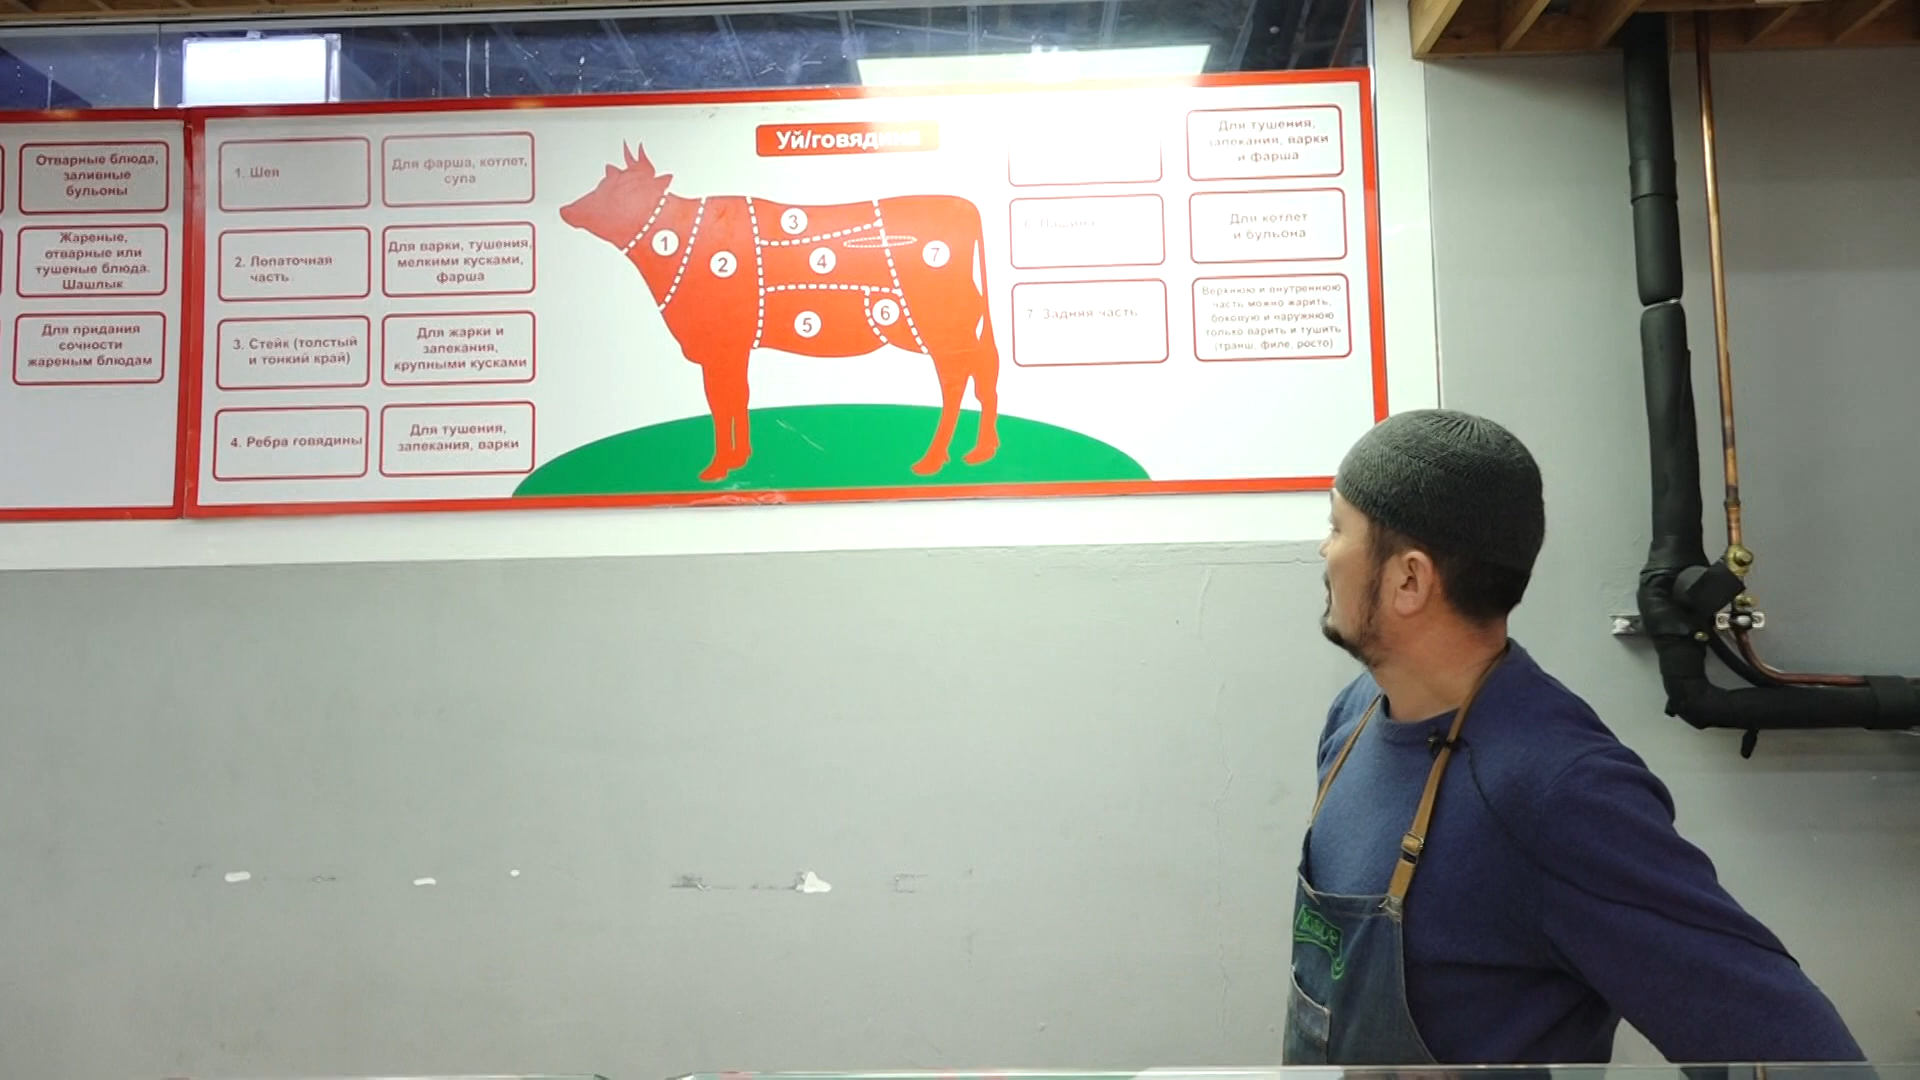 Отварные блюда,
заливные
бульоны
Жареные,
отварные или
тушеные блюда.
Шашлык
Для придания
сочности
жареным блюдам
1. Шея
Для фарша, котлет,
супа
2. Лопаточная
часть
Для варки, тушения,
мелкими кусками,
фарша
3. Стейк (толстый
и тонкий край)
Для жарки и
запекания,
крупными кусками
4. Ребра говядины
Для тушения,
запекания, варки
Уй/говядина
1
2
3
4
5
6
7
Для тушения,
запекания, варки
и фарша
6. Пашина
Для котлет
и бульона
7. Задняя часть
Верхнюю и внутреннюю
часть можно жарить,
боковую и наружнюю
только варить и тушить
(транш, филе, росто)